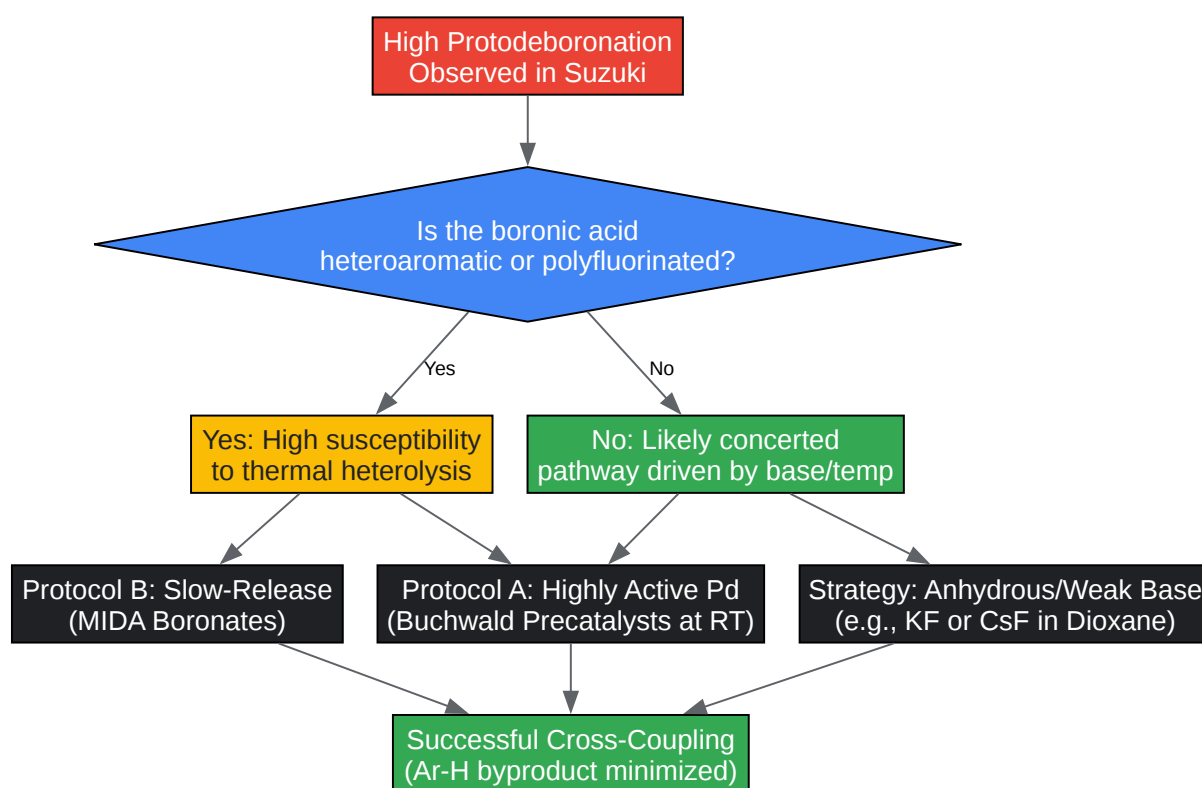 High Protodeboronation
Observed in Suzuki
Is the boronic acid
heteroaromatic or polyfluorinated?
Yes
No
Yes: High susceptibility
to thermal heterolysis
No: Likely concerted
pathway driven by base/temp
Protocol B: Slow-Release
(MIDA Boronates)
Protocol A: Highly Active Pd
(Buchwald Precatalysts at RT)
Strategy: Anhydrous/Weak Base
(e.g., KF or CsF in Dioxane)
Successful Cross-Coupling
(Ar-H byproduct minimized)